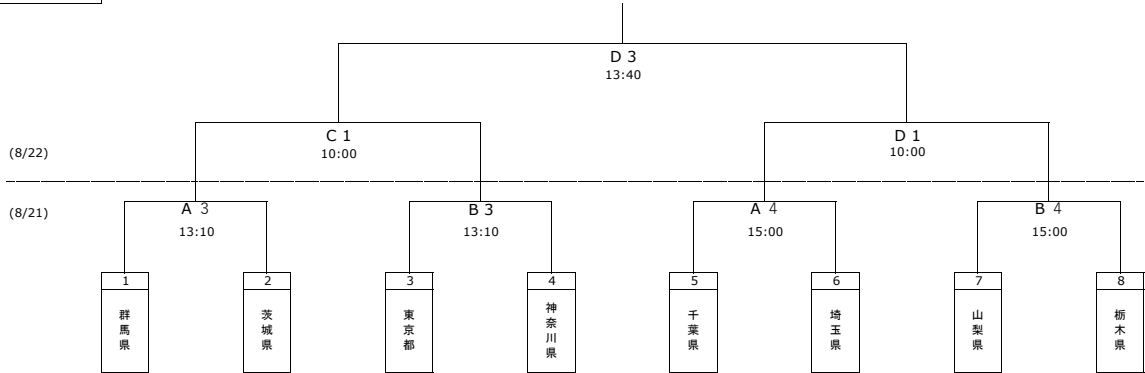 D 3
13:40
C 1
10:00
D 1
10:00
(8/22)
(8/21)
A 3
13:10
B 3
13:10
A 4
15:00
B 4
15:00
1
2
3
4
5
6
7
8
群馬県
茨城県
東京都
神奈川県
千葉県
埼玉県
山梨県
栃木県